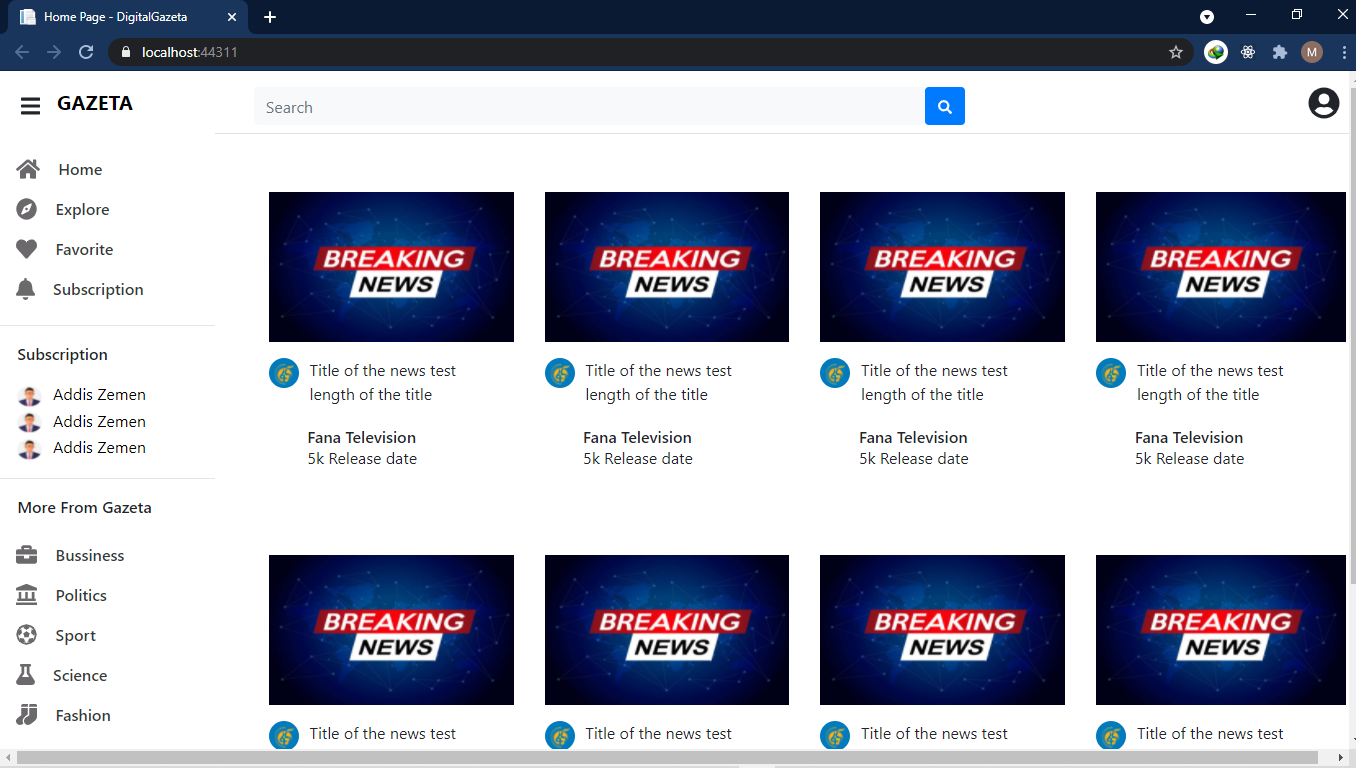 Home Page - DigitalGazeta
localhost:44311
M
GAZETA
Search
Home
Explore
Favorite
Subscription
Subscription
Addis Zemen
Addis Zemen
Addis Zemen
More From Gazeta
Bussiness
Politics
Sport
Science
Fashion
BREAKING
NEWS
Title of the news test
length of the title
Fana Television
5k Release date
BREAKING
NEWS
Title of the news test
length of the title
Fana Television
5k Release date
BREAKING
NEWS
Title of the news test
length of the title
Fana Television
5k Release date
BREAKING
NEWS
Title of the news test
length of the title
Fana Television
5k Release date
BREAKING
NEWS
Title of the news test
BREAKING
NEWS
Title of the news test
BREAKING
NEWS
Title of the news test
BREAKING
NEWS
Title of the news test